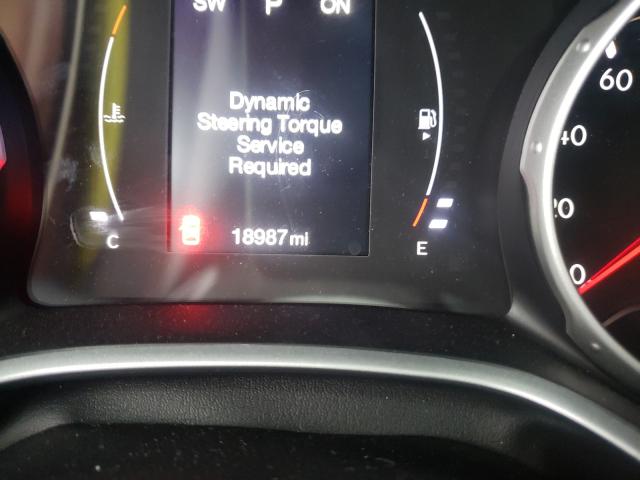 SW P ON
Dynamic
Steering Torque
Service
Required
18987 mi
C
E
60
40
20
0